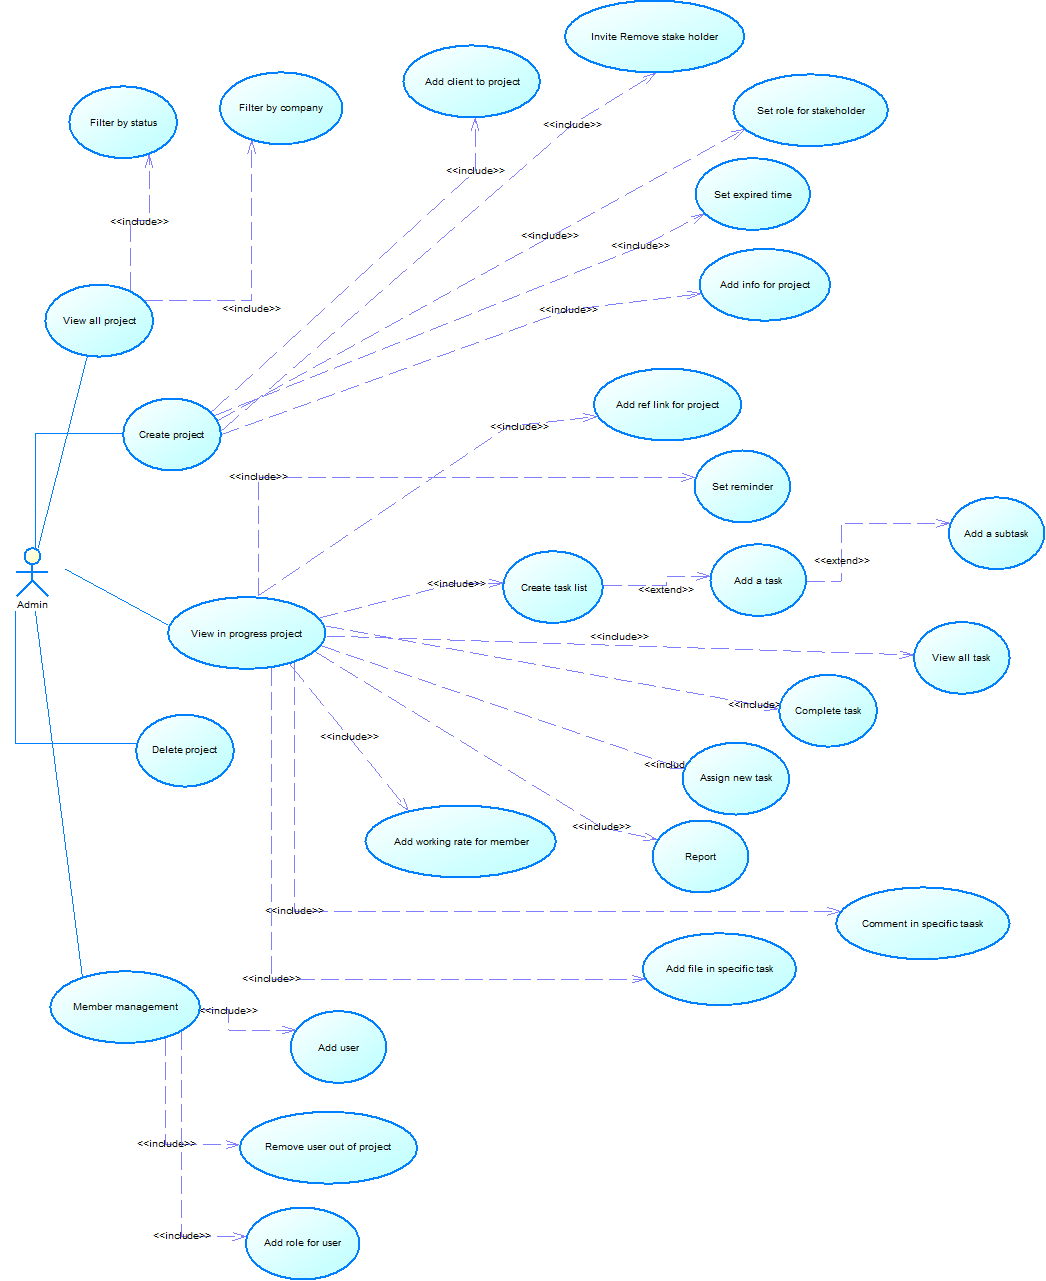 Invite Remove stake holder
Add client to project
Filter by company
Set role for stakeholder
Filter by status
<<include>>
<<include>>
Set expired time
<<include>>
<<include>>
<<include>>
Add info for project
<<include>>
<<include>>
View all project
Add ref link for project
<<include>>
Create project
<<include>>
Set reminder
Add a subtask
<<extend>>
Add a task
<<include>>
Create task list
<<extend>>
Admin
View in progress project
<<include>>
View all task
<<include>
Complete task
<<include>>
Delete project
<<includ
Assign new task
<<include>>
Add working rate for member
Report
<<include>>
Comment in specific taask
Add file in specific task
<<include>>
Member management
<<include>>
Add user
<<include>>
Remove user out of project
<<include>>
Add role for user